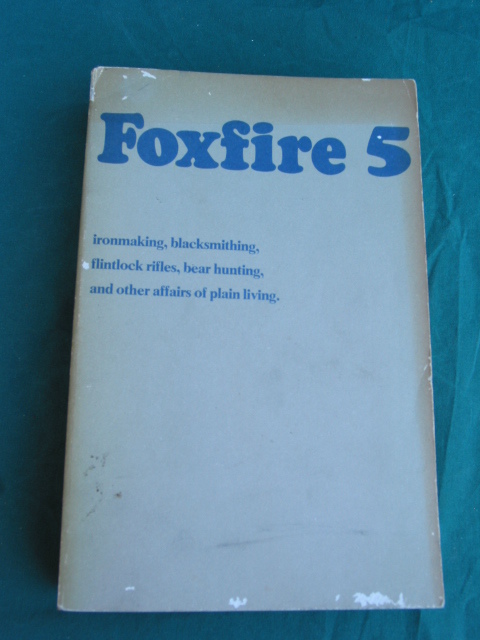 Foxfire 5
ironmaking, blacksmithing,
flintlock rifles, bear hunting,
and other affairs of plain living.